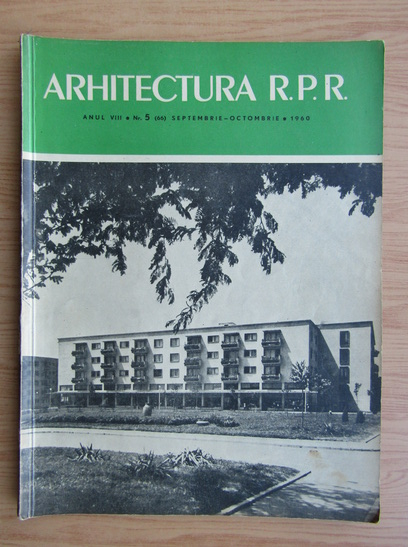 ARHITECTURA R.P.R.
ANUL VIII • Nr. 5 (66) SEPTEMBRIE–OCTOMBRIE • 1960